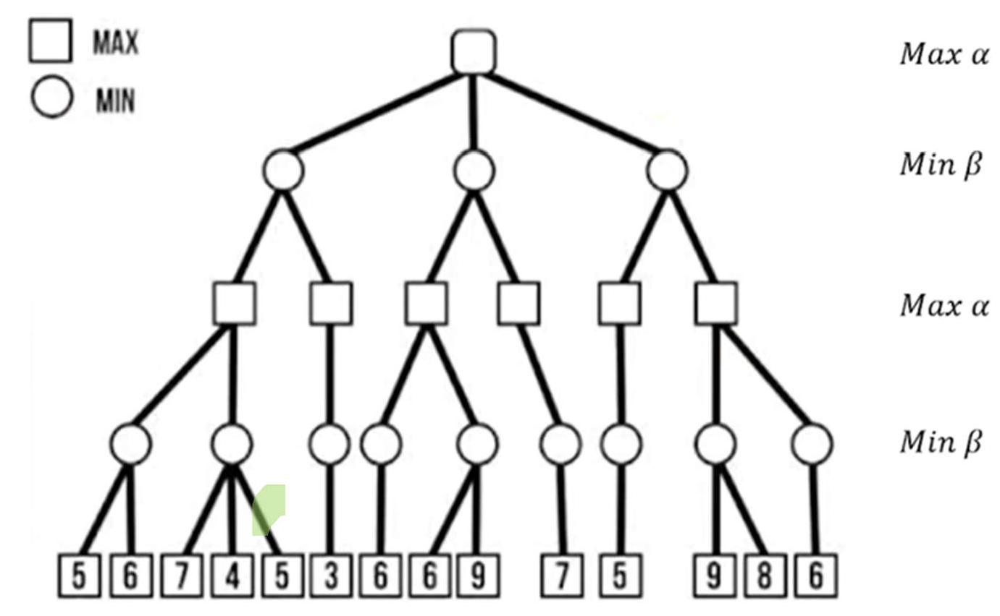 MAX
MIN
Max α
Min β
Max α
Min β
5 6 7 4 5 3 6 6 9 7 5 9 8 6